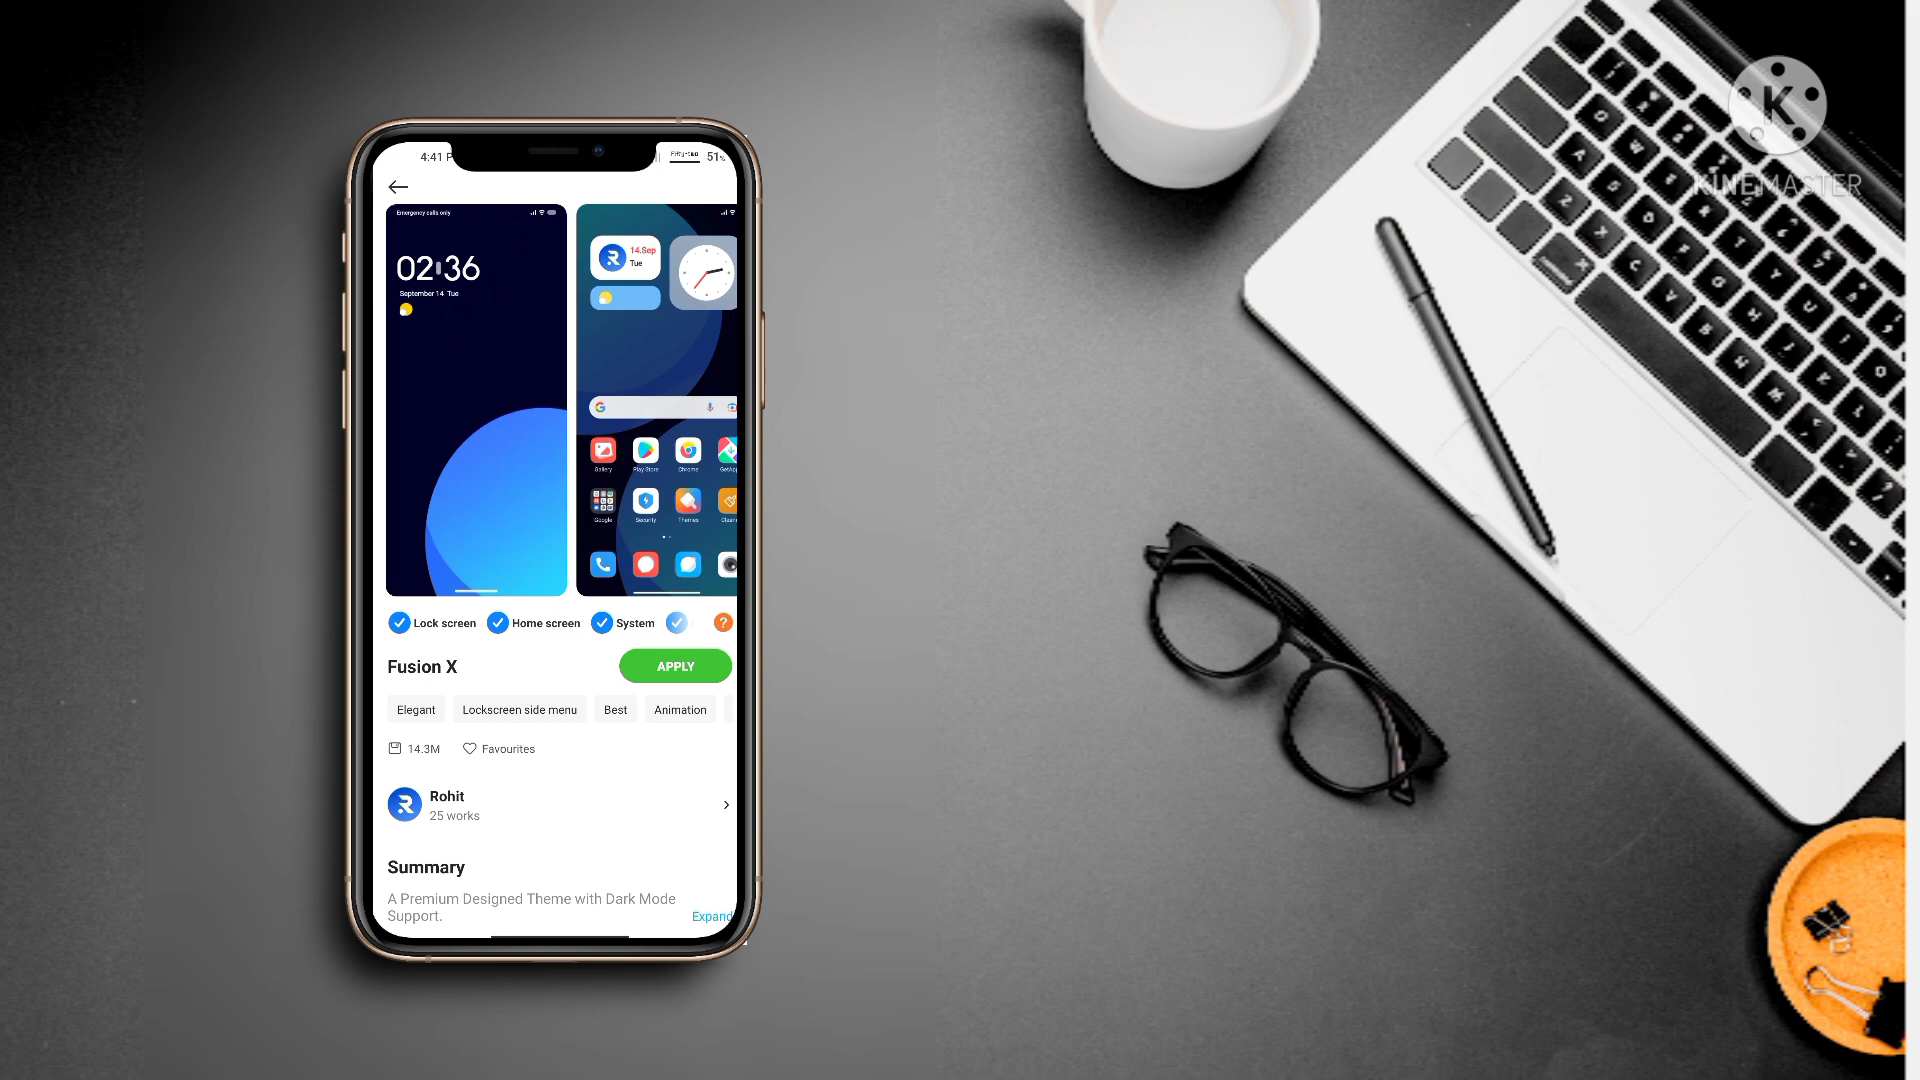 4:41 P
Fifty-two 51%
Emergency calls only
02:36
September 14 Tue
14.Sep
Tue
Gallery Play Store Chrome GetApp
Google Security Themes Clean
Lock screen Home screen System
?
Fusion X
APPLY
Elegant Lockscreen side menu Best Animation
14.3M Favourites
Rohit
25 works
Summary
A Premium Designed Theme with Dark Mode
Support.
Expand
K
KINEMASTER